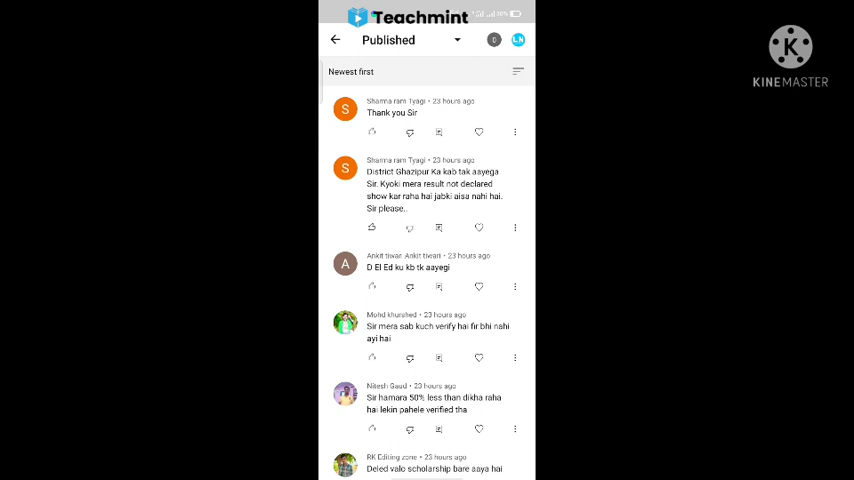 Teachmint
Published
0
LN
Newest first
S
Sharma ram Tyagi • 23 hours ago
Thank you Sir
S
Sharma ram Tyagi • 23 hours ago
District Ghazipur Ka kab tak aayega
Sir. Kyoki mera result not declared
show kar raha hai jabki aisa nahi hai.
Sir please..
A
Ankit tiwari Ankit tiwari • 23 hours ago
D El Ed ku kb tk aayegi
Mohd khurshed • 23 hours ago
Sir mera sab kuch verify hai fir bhi nahi
ayi hai
Nitesh Gaud • 23 hours ago
Sir hamara 50% less than dikha raha
hai lekin pahele verified tha
RK Editing zone • 23 hours ago
Deled valo scholarship bare aaya hai
K
KINEMASTER